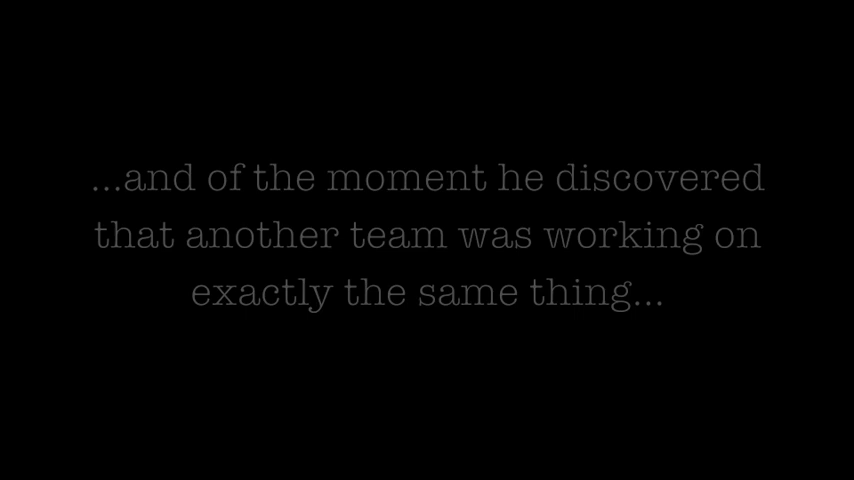 ...and of the moment he discovered
that another team was working on
exactly the same thing...